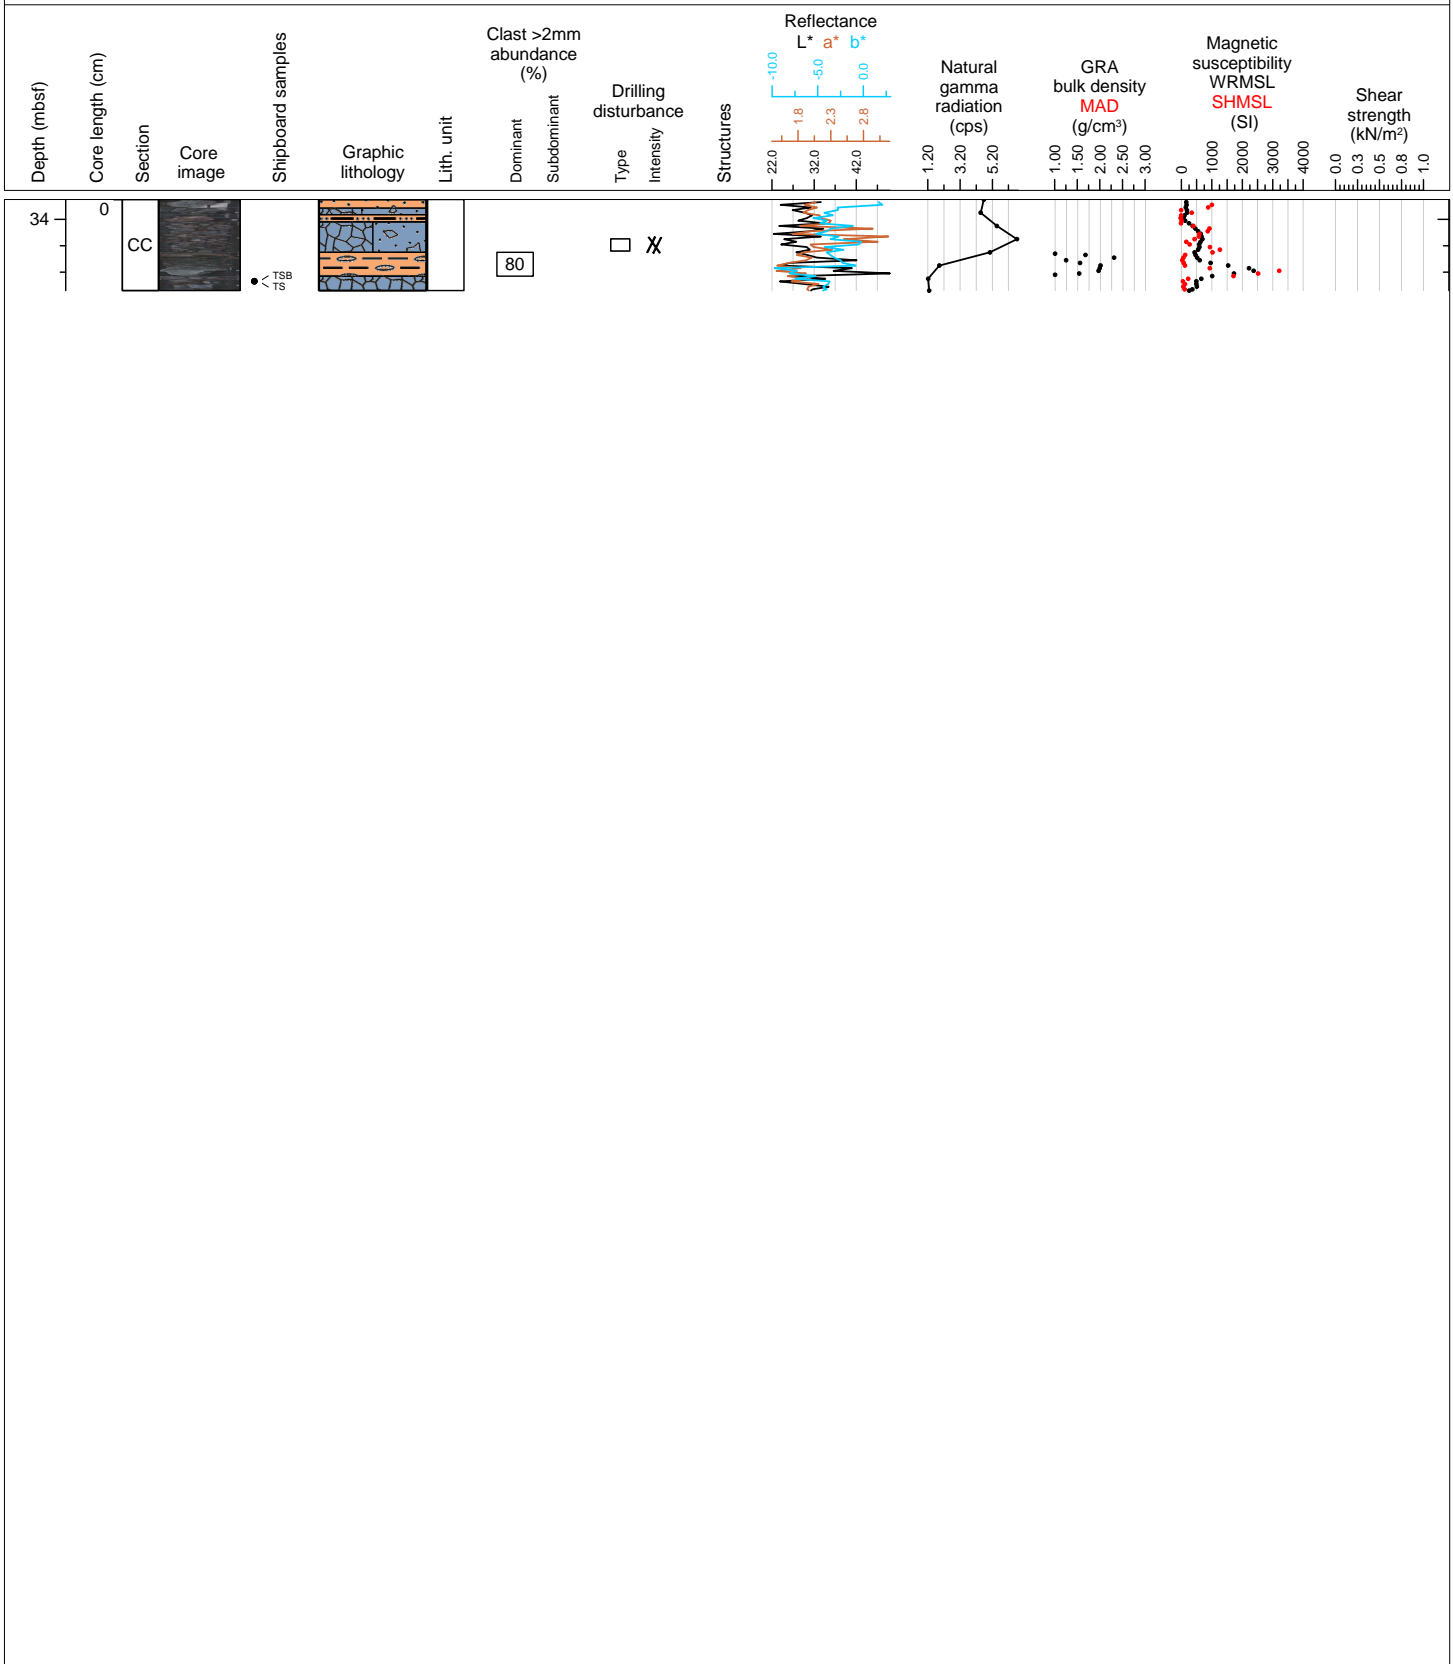 Depth (mbsf)
Core length (cm)
Section
Core
image
Shipboard samples
Graphic
lithology
Lith. unit
Clast >2mm
abundance
(%)
Dominant
Subdominant
Drilling
disturbance
Type
Intensity
Structures
Reflectance
L* a* b*
-10.0 -5.0 0.0
1.8 2.3 2.8
22.0 32.0 42.0
Natural
gamma
radiation
(cps)
1.20 3.20 5.20
GRA
bulk density
MAD
(g/cm³)
1.00 1.50 2.00 2.50 3.00
Magnetic
susceptibility
WRMSL
SHMSL
(SI)
0 1000 2000 3000 4000
Shear
strength
(kN/m²)
0.0 0.3 0.5 0.8 1.0
34
0
CC
TSB
TS
80